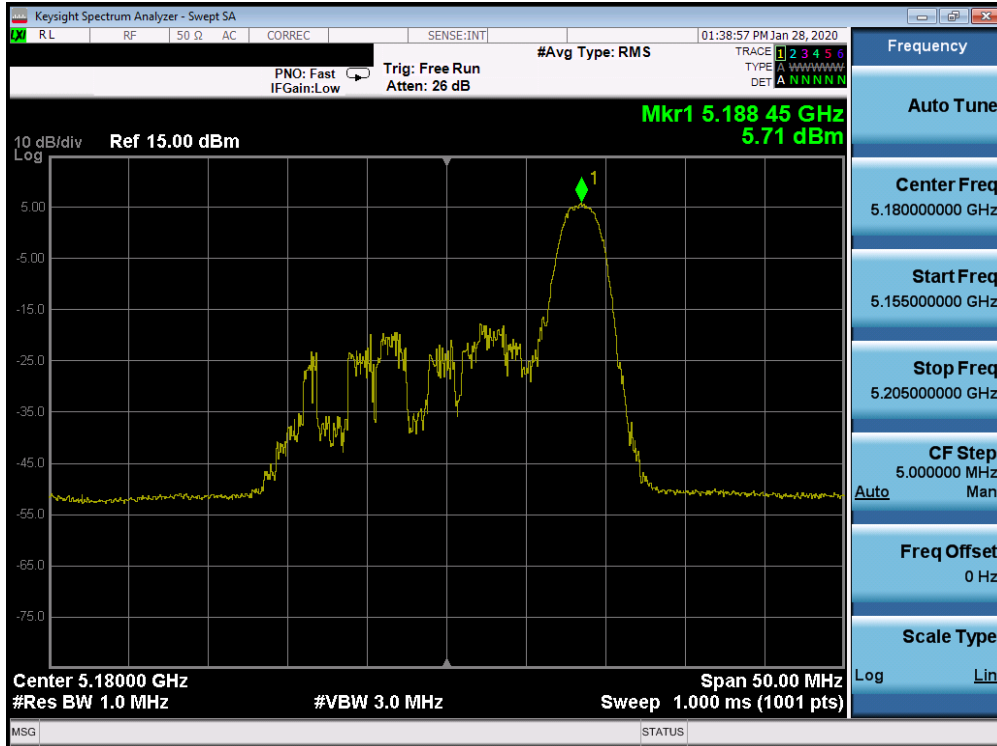 Keysight Spectrum Analyzer - Swept SA
LXI RL RF 50 Ω AC CORREC SENSE:INT 01:38:57 PM Jan 28, 2020
#Avg Type: RMS
TRACE 1 2 3 4 5 6
TYPE A WWWWW
DET A N N N N N
PNO: Fast
IFGain:Low
Trig: Free Run
Atten: 26 dB
Mkr1 5.188 45 GHz
5.71 dBm
10 dB/div Ref 15.00 dBm
Log
1
5.00
-5.00
-15.0
-25.0
-35.0
-45.0
-55.0
-65.0
-75.0
Center 5.18000 GHz Span 50.00 MHz
#Res BW 1.0 MHz #VBW 3.0 MHz Sweep 1.000 ms (1001 pts)
MSG STATUS
Frequency
Auto Tune
Center Freq
5.180000000 GHz
Start Freq
5.155000000 GHz
Stop Freq
5.205000000 GHz
CF Step
5.000000 MHz
Auto Man
Freq Offset
0 Hz
Scale Type
Log Lin